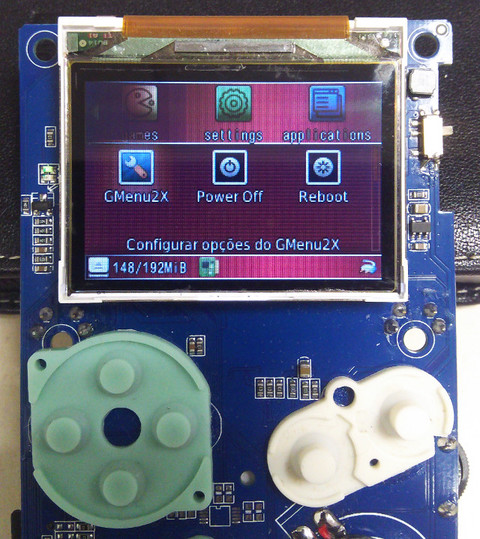 settings applications
GMenu2X Power Off Reboot
Configurar opções do GMenu2X
148/192MiB